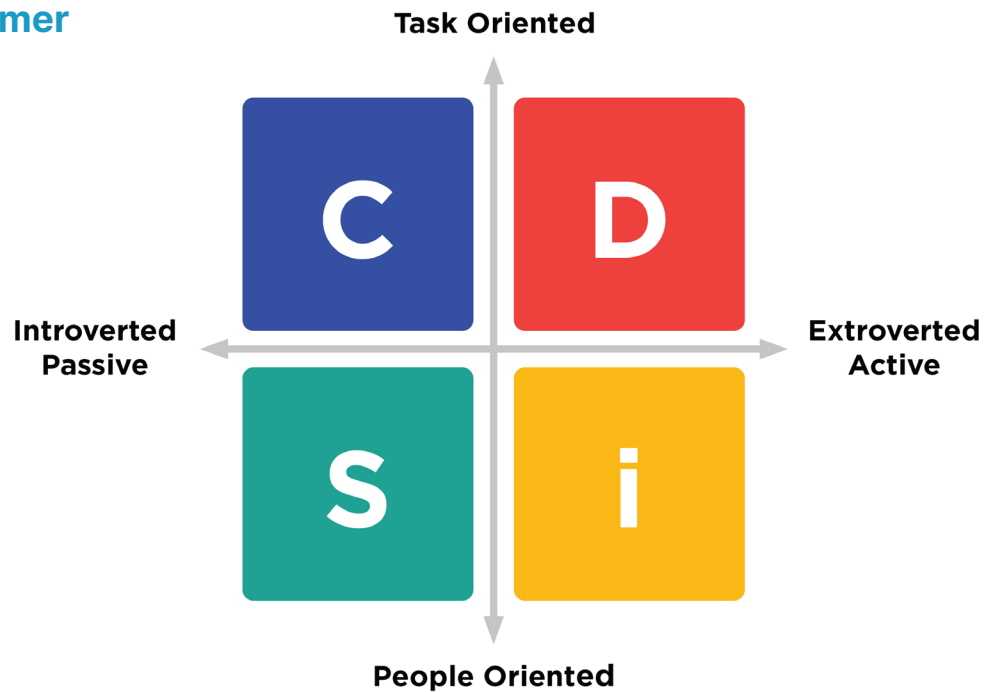 mer
Task Oriented
C
D
Introverted
Passive
Extroverted
Active
S
i
People Oriented